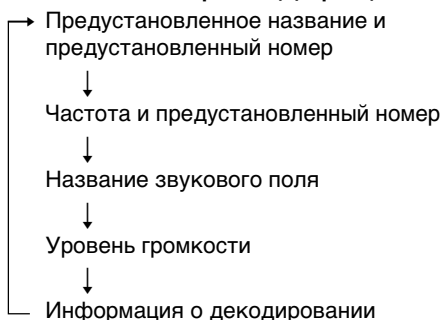 Предустановленное название и
предустановленный номер
Частота и предустановленный номер
Название звукового поля
Уровень громкости
Информация о декодировании